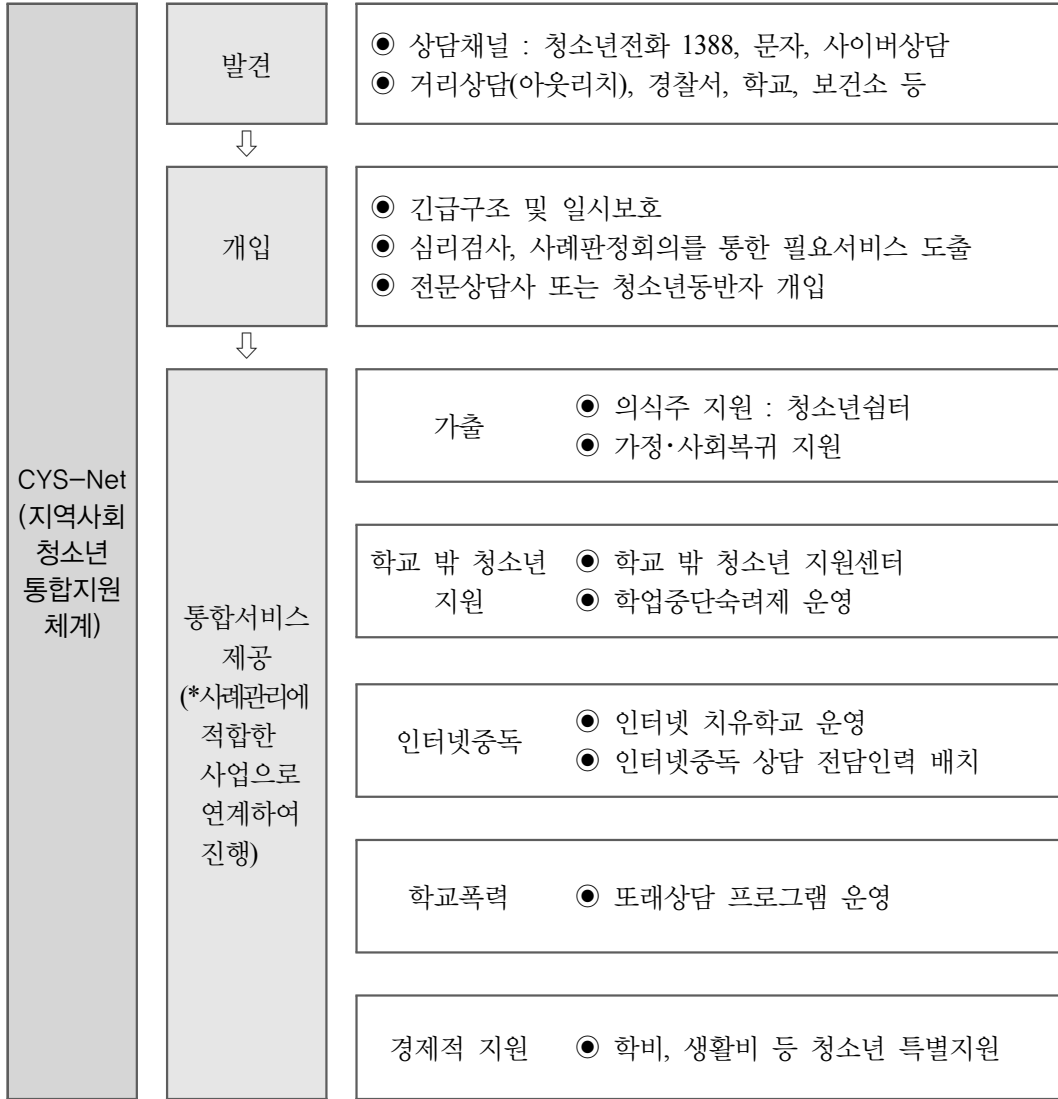 CYS-Net
(지역사회
청소년
통합지원
체계)
발견
◉ 상담채널 : 청소년전화 1388, 문자, 사이버상담
◉ 거리상담(아웃리치), 경찰서, 학교, 보건소 등
⇩
개입
◉ 긴급구조 및 일시보호
◉ 심리검사, 사례판정회의를 통한 필요서비스 도출
◉ 전문상담사 또는 청소년동반자 개입
⇩
통합서비스
제공
(*사례관리에
적합한
사업으로
연계하여
진행)
가출
◉ 의식주 지원 : 청소년쉼터
◉ 가정·사회복귀 지원
학교 밖 청소년
지원
◉ 학교 밖 청소년 지원센터
◉ 학업중단숙려제 운영
인터넷중독
◉ 인터넷 치유학교 운영
◉ 인터넷중독 상담 전담인력 배치
학교폭력
◉ 또래상담 프로그램 운영
경제적 지원
◉ 학비, 생활비 등 청소년 특별지원